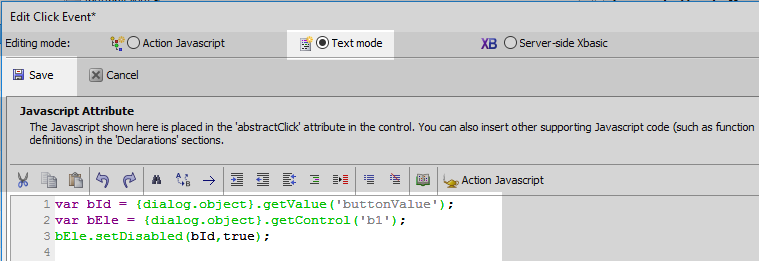 Edit Click Event*
Editing mode: Action Javascript Text mode XB Server-side Xbasic
Save Cancel
Javascript Attribute
The Javascript shown here is placed in the 'abstractClick' attribute in the control. You can also insert other supporting Javascript code (such as function
definitions) in the 'Declarations' sections.
Action Javascript
1 var bId = {dialog.object}.getValue('buttonValue');
2 var bEle = {dialog.object}.getControl('b1');
3 bEle.setDisabled(bId,true);
4